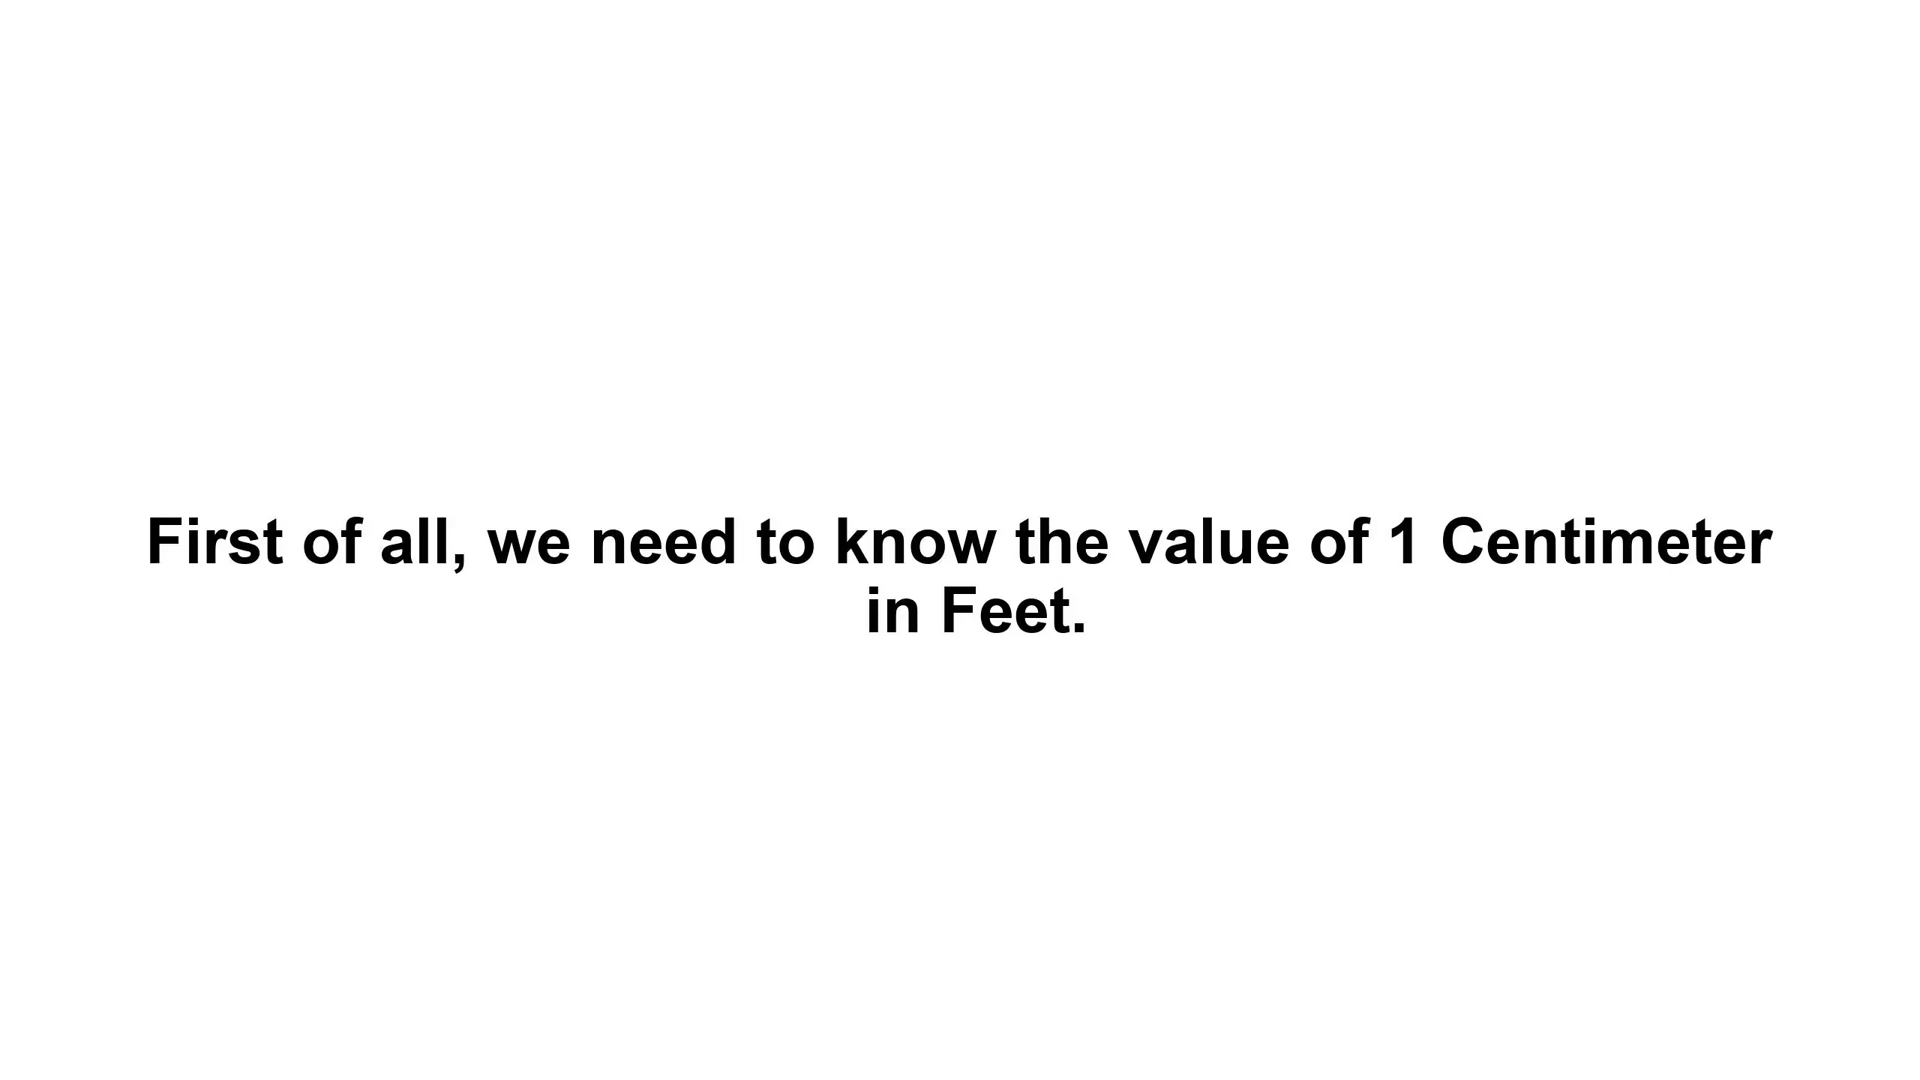 First of all, we need to know the value of 1 Centimeter
in Feet.